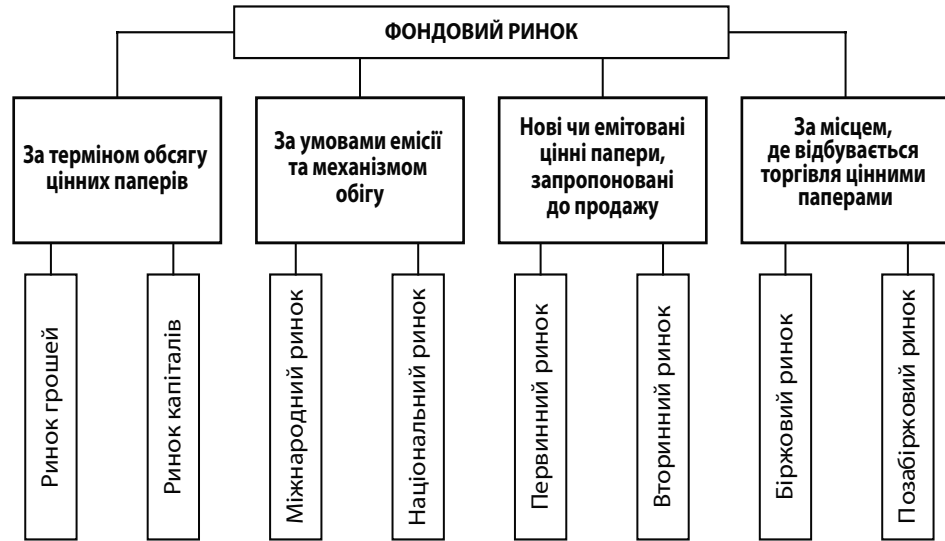 ФОНДОВИЙ РИНОК
За терміном обсягу
цінних паперів
За умовами емісії
та механізмом
обігу
Нові чи емітовані
цінні папери,
запропоновані
до продажу
За місцем,
де відбувається
торгівля цінними
паперами
Ринок грошей
Ринок капіталів
Міжнародний ринок
Національний ринок
Первинний ринок
Вторинний ринок
Біржовий ринок
Позабіржовий ринок